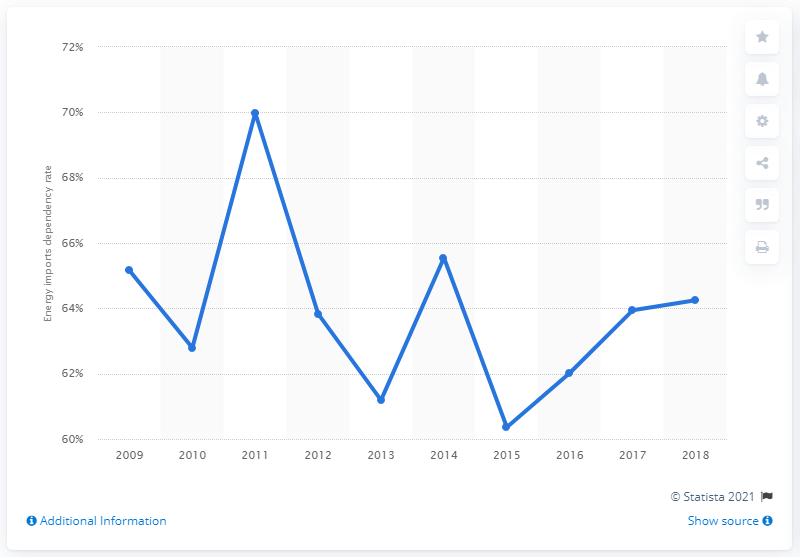 72%
70%
68%
66%
64%
62%
60%
Energy imports dependency rate
2009 2010 2011 2012 2013 2014 2015 2016 2017 2018
© Statista 2021
Additional Information
Show source